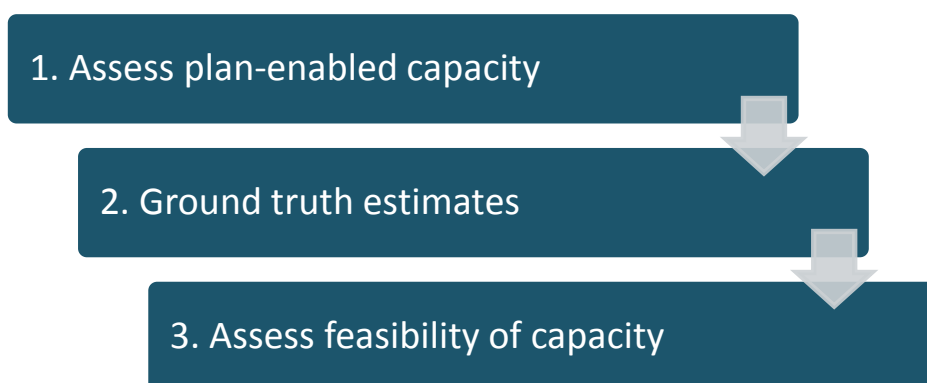 1. Assess plan-enabled capacity
2. Ground truth estimates
3. Assess feasibility of capacity